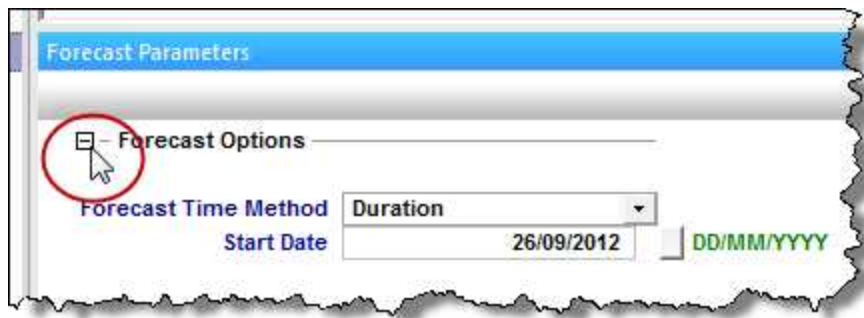 Forecast Parameters
Forecast Options
Forecast Time Method Duration
Start Date 26/09/2012 DD/MM/YYYY